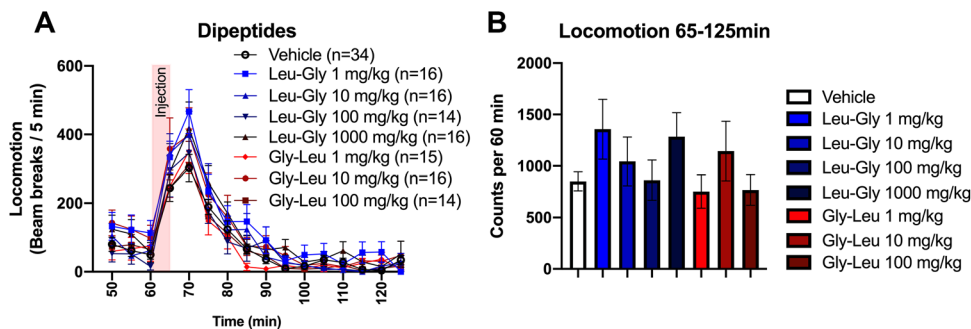 A
Dipeptides
Locomotion
(Beam breaks / 5 min)
600
400
200
0
Injection
Vehicle (n=34)
Leu-Gly 1 mg/kg (n=16)
Leu-Gly 10 mg/kg (n=16)
Leu-Gly 100 mg/kg (n=14)
Leu-Gly 1000 mg/kg (n=16)
Gly-Leu 1 mg/kg (n=15)
Gly-Leu 10 mg/kg (n=16)
Gly-Leu 100 mg/kg (n=14)
50
60
70
80
90
100
110
120
Time (min)
B
Locomotion 65-125min
Counts per 60 min
2000
1500
1000
500
0
Vehicle
Leu-Gly 1 mg/kg
Leu-Gly 10 mg/kg
Leu-Gly 100 mg/kg
Leu-Gly 1000 mg/kg
Gly-Leu 1 mg/kg
Gly-Leu 10 mg/kg
Gly-Leu 100 mg/kg